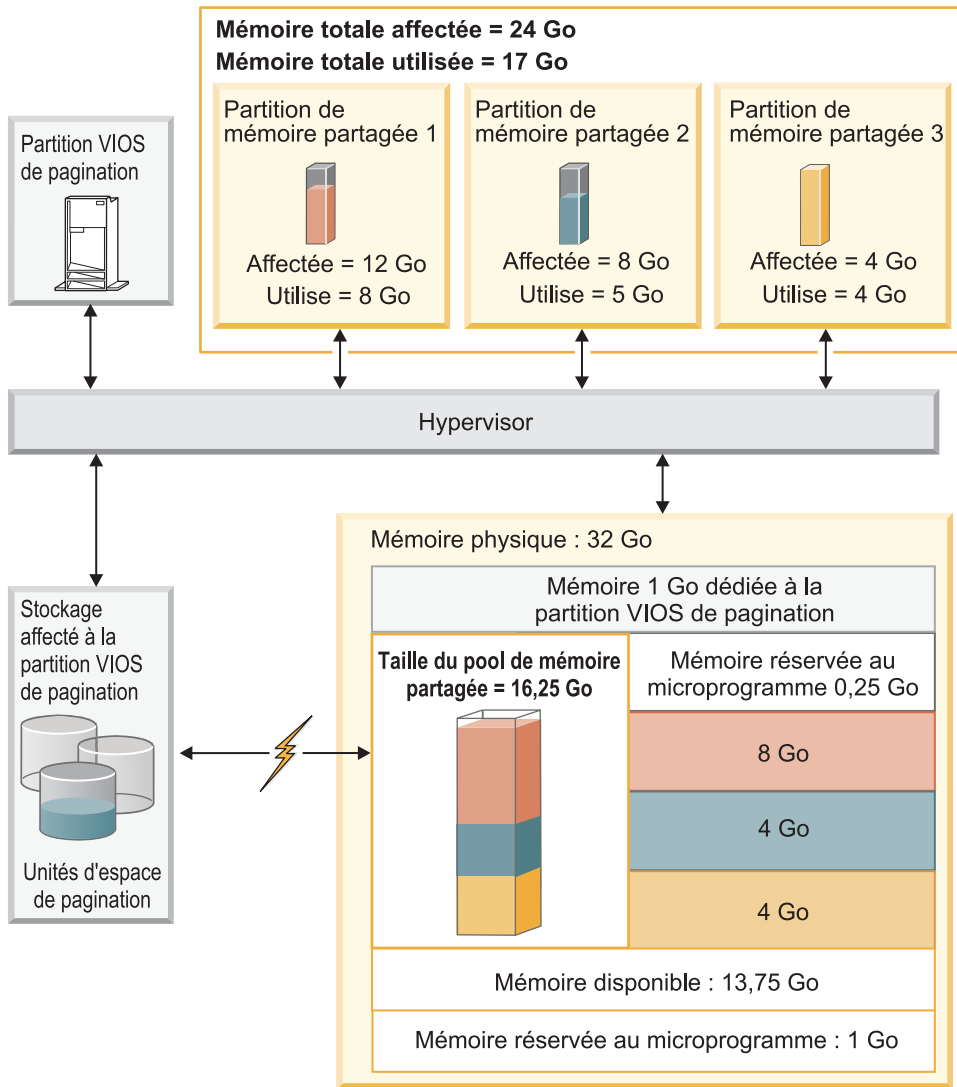 Mémoire totale affectée = 24 Go
Mémoire totale utilisée = 17 Go
Partition VIOS
de pagination
Partition de
mémoire partagée 1
Affectée = 12 Go
Utilise = 8 Go
Partition de
mémoire partagée 2
Affectée = 8 Go
Utilise = 5 Go
Partition de
mémoire partagée 3
Affectée = 4 Go
Utilise = 4 Go
Hypervisor
Stockage
affecté à la
partition VIOS
de pagination
Unités d'espace
de pagination
Mémoire physique : 32 Go
Mémoire 1 Go dédiée à la
partition VIOS de pagination
Taille du pool de mémoire
partagée = 16,25 Go
Mémoire réservée au
microprogramme 0,25 Go
8 Go
4 Go
4 Go
Mémoire disponible : 13,75 Go
Mémoire réservée au microprogramme : 1 Go